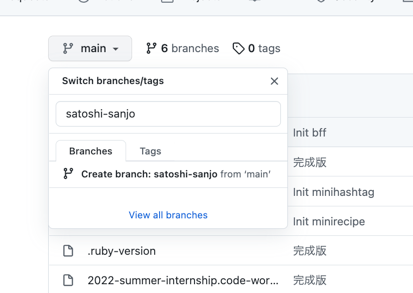 main
6 branches
0 tags
Switch branches/tags
satoshi-sanjo
Branches
Tags
Create branch: satoshi-sanjo from 'main'
View all branches
Init bff
完成版
Init minihashtag
Init minirecipe
.ruby-version
完成版
2022-summer-internship.code-wor...
完成版